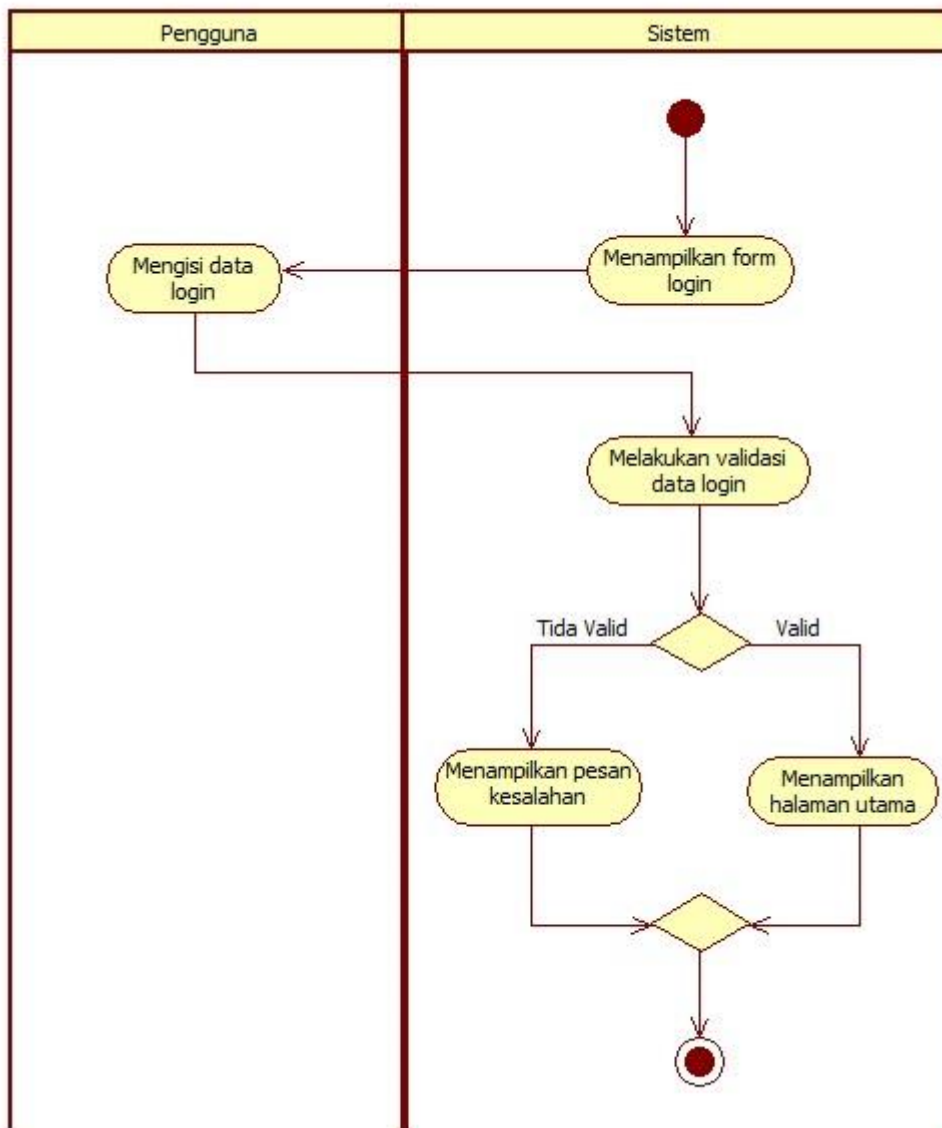 Pengguna
Sistem
Menampilkan form
login
Mengisi data
login
Melakukan validasi
data login
Tida Valid
Valid
Menampilkan pesan
kesalahan
Menampilkan
halaman utama